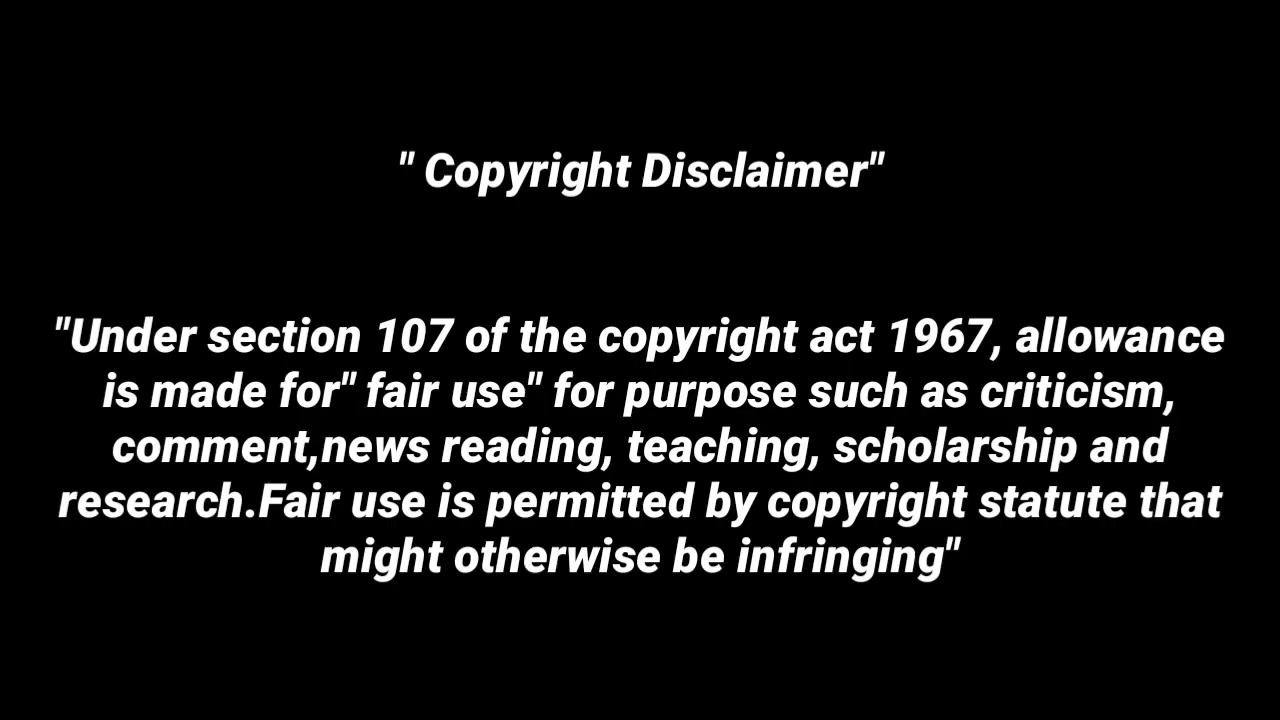 " Copyright Disclaimer"
"Under section 107 of the copyright act 1967, allowance
is made for" fair use" for purpose such as criticism,
comment,news reading, teaching, scholarship and
research.Fair use is permitted by copyright statute that
might otherwise be infringing"